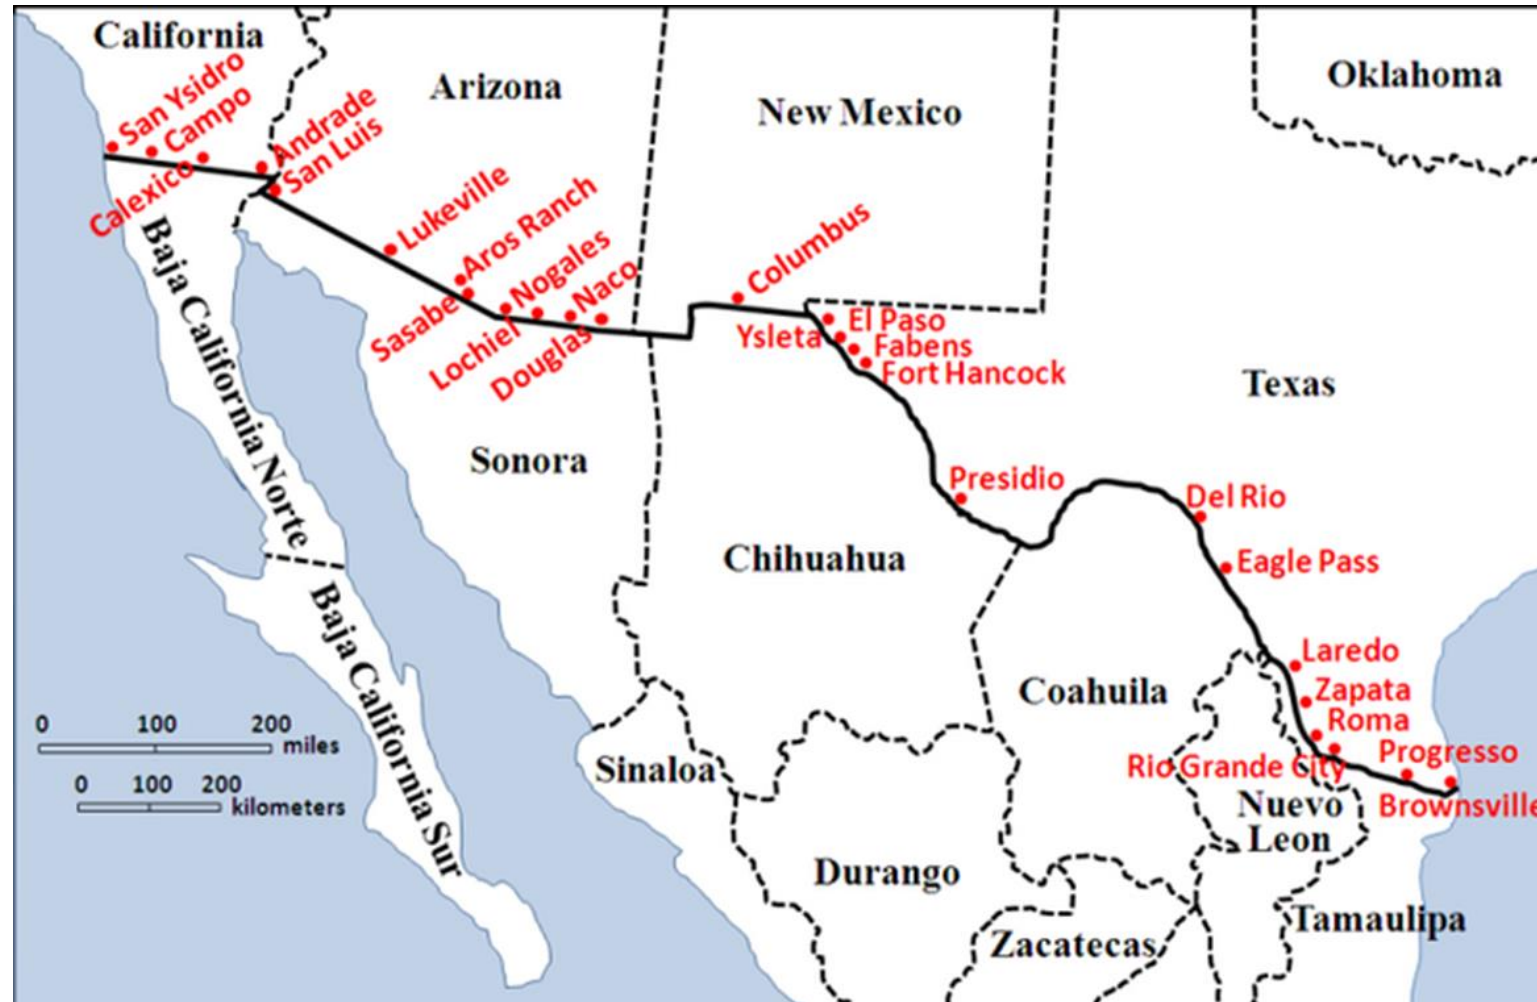 California
Arizona
New Mexico
Oklahoma
San Ysidro
Campo
Calexico
Andrade
San Luis
Lukeville
Aros Ranch
Sasabe
Nogales
Lochiel
Naco
Douglas
Columbus
El Paso
Ysleta
Fabens
Fort Hancock
Texas
Baja California Norte
Sonora
Presidio
Del Rio
Chihuahua
Eagle Pass
Baja California Sur
Laredo
Coahuila
Zapata
Roma
0 100 200
miles
Progresso
Rio Grande City
Sinaloa
0 100 200
kilometers
Nuevo
Leon
Brownsville
Durango
Tamaulipa
Zacatecas